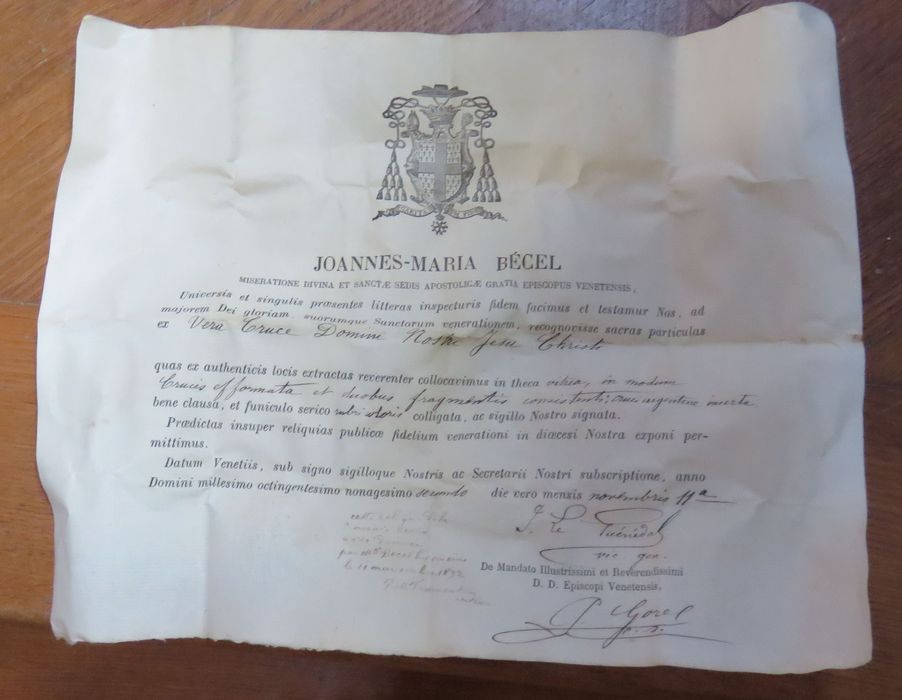 JOANNES-MARIA BÉCEL
MISERATIONE DIVINA ET SANCTÆ SEDIS APOSTOLICÆ GRATIA EPISCOPUS VENETENSIS,
Universis et singulis præsentes litteras inspecturis fidem facimus et testamur Nos, ad
majorem Dei gloriam, suorumque Sanctorum venerationem, recognovisse sacras particulas
ex Vera Cruce Domini Nostri Jesu Christi
quas ex authenticis locis extractas reverenter collocavimus in theca vitrea, in modum
Crucis efformata et duobus fragmentis consistenti; cruci argenteæ inserta
bene clausa, et funiculo serico rubri coloris colligata, ac sigillo Nostro signata.
Prædictas insuper reliquias publicæ fidelium venerationi in diœcesi Nostra exponi per-
mittimus.
Datum Venetiis, sub signo sigilloque Nostris ac Secretarii Nostri subscriptione, anno
Domini millesimo octingentesimo nonagesimo secundo die vero mensis novembris 11ª
vic. gen.
De Mandato Illustrissimi et Reverendissimi
D. D. Episcopi Venetensis,